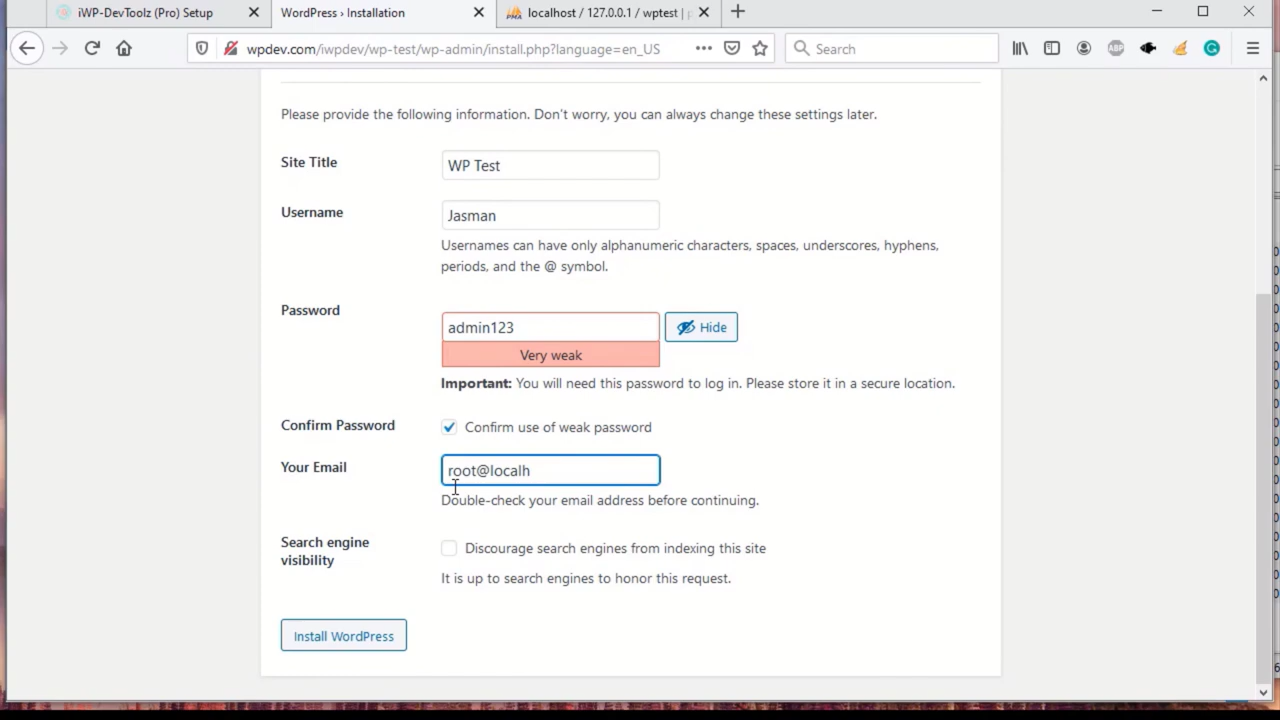 iWP-DevToolz (Pro) Setup
WordPress › Installation
PMA localhost / 127.0.0.1 / wptest |
wpdev.com/iwpdev/wp-test/wp-admin/install.php?language=en_US
Search
ABP
Please provide the following information. Don't worry, you can always change these settings later.
Site Title
WP Test
Username
Jasman
Usernames can have only alphanumeric characters, spaces, underscores, hyphens,
periods, and the @ symbol.
Password
admin123
Hide
Very weak
Important: You will need this password to log in. Please store it in a secure location.
Confirm Password
Confirm use of weak password
Your Email
root@localh
Double-check your email address before continuing.
Search engine
visibility
Discourage search engines from indexing this site
It is up to search engines to honor this request.
Install WordPress